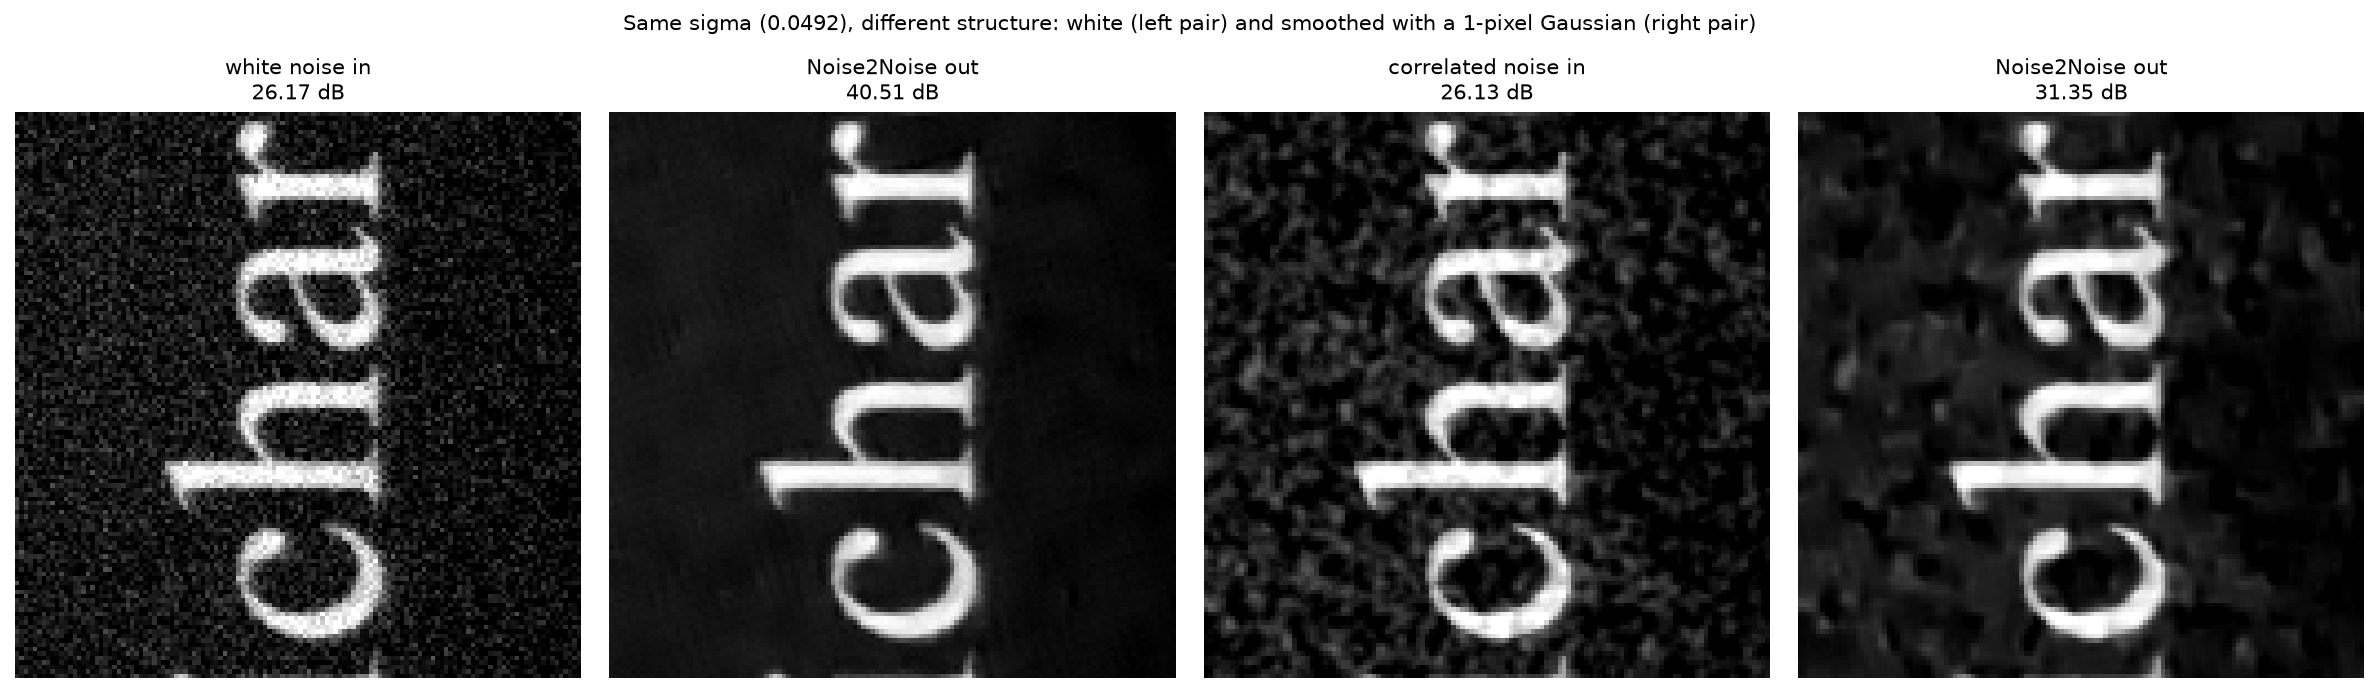 Same sigma (0.0492), different structure: white (left pair) and smoothed with a 1-pixel Gaussian (right pair)
white noise in
26.17 dB
Noise2Noise out
40.51 dB
correlated noise in
26.13 dB
Noise2Noise out
31.35 dB
char
char
char
char